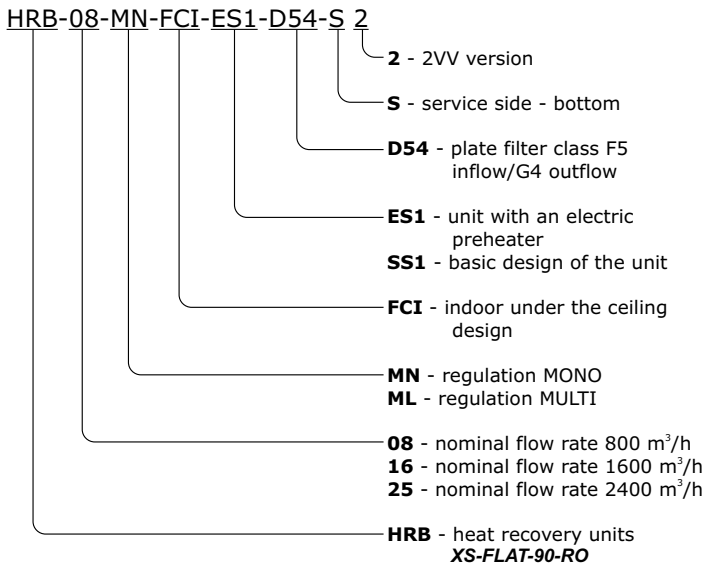 HRB-08-MN-FCI-ES1-D54-S 2
2 - 2VV version
S - service side - bottom
D54 - plate filter class F5
inflow/G4 outflow
ES1 - unit with an electric
preheater
SS1 - basic design of the unit
FCI - indoor under the ceiling
design
MN - regulation MONO
ML - regulation MULTI
08 - nominal flow rate 800 m³/h
16 - nominal flow rate 1600 m³/h
25 - nominal flow rate 2400 m³/h
HRB - heat recovery units
XS-FLAT-90-RO